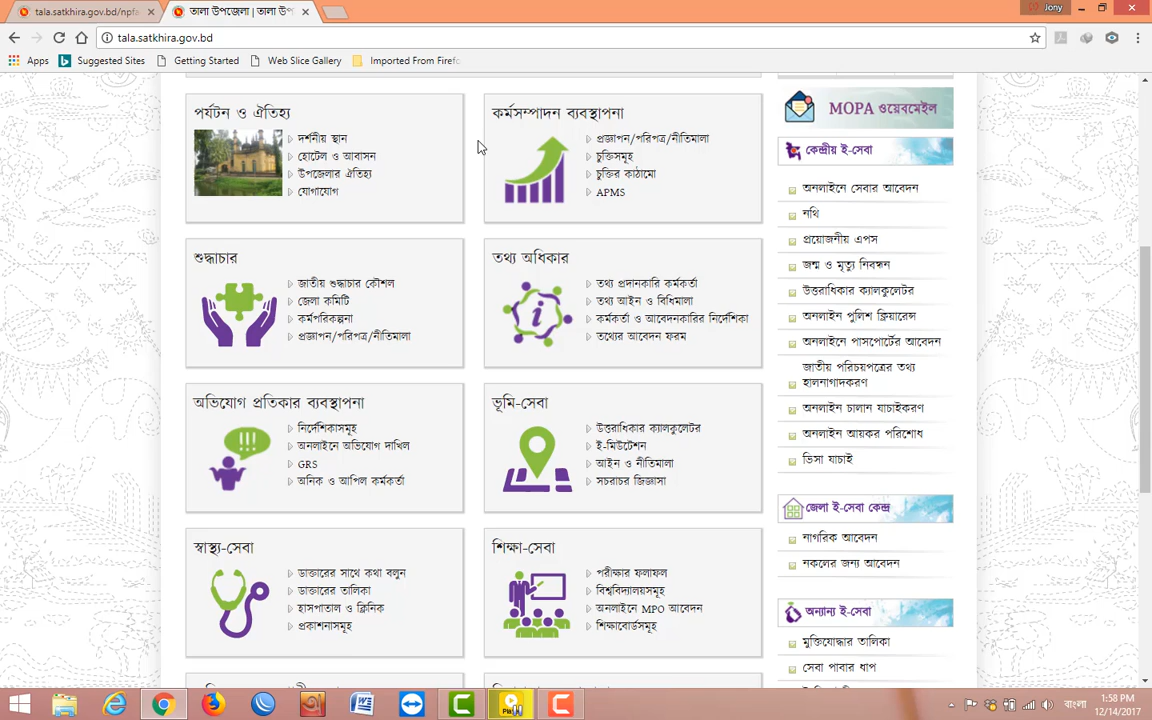 tala.satkhira.gov.bd/npfa
তালা উপজেলা | তালা উপ
Jony
tala.satkhira.gov.bd
Apps
Suggested Sites
Getting Started
Web Slice Gallery
Imported From Firefo
পর্যটন ও ঐতিহ্য
দর্শনীয় স্থান
হোটেল ও আবাসন
উপজেলার ঐতিহ্য
যোগাযোগ
কর্মসম্পাদন ব্যবস্থাপনা
প্রজ্ঞাপন/পরিপত্র/নীতিমালা
চুক্তিসমূহ
চুক্তির কাঠামো
APMS
শুদ্ধাচার
জাতীয় শুদ্ধাচার কৌশল
জেলা কমিটি
কর্মপরিকল্পনা
প্রজ্ঞাপন/পরিপত্র/নীতিমালা
তথ্য অধিকার
তথ্য প্রদানকারি কর্মকর্তা
তথ্য আইন ও বিধিমালা
কর্মকর্তা ও আবেদনকারির নির্দেশিকা
তথ্যের আবেদন ফরম
অভিযোগ প্রতিকার ব্যবস্থাপনা
নির্দেশিকাসমূহ
অনলাইনে অভিযোগ দাখিল
GRS
অনিক ও আপিল কর্মকর্তা
ভূমি-সেবা
উত্তরাধিকার ক্যালকুলেটর
ই-মিউটেশন
আইন ও নীতিমালা
সচরাচর জিজ্ঞাসা
স্বাস্থ্য-সেবা
ডাক্তারের সাথে কথা বলুন
ডাক্তারের তালিকা
হাসপাতাল ও ক্লিনিক
প্রকাশনাসমূহ
শিক্ষা-সেবা
পরীক্ষার ফলাফল
বিশ্ববিদ্যালয়সমূহ
অনলাইনে MPO আবেদন
শিক্ষাবোর্ডসমূহ
MOPA ওয়েবমেইল
কেন্দ্রীয় ই-সেবা
অনলাইনে সেবার আবেদন
নথি
প্রয়োজনীয় এপস
জন্ম ও মৃত্যু নিবন্ধন
উত্তরাধিকার ক্যালকুলেটর
অনলাইন পুলিশ ক্লিয়ারেন্স
অনলাইনে পাসপোর্টের আবেদন
জাতীয় পরিচয়পত্রের তথ্য
হালনাগাদকরণ
অনলাইন চালান যাচাইকরণ
অনলাইন আয়কর পরিশোধ
ভিসা যাচাই
জেলা ই-সেবা কেন্দ্র
নাগরিক আবেদন
নকলের জন্য আবেদন
অন্যান্য ই-সেবা
মুক্তিযোদ্ধার তালিকা
সেবা পাবার ধাপ
বাংলা
1:58 PM
12/14/2017